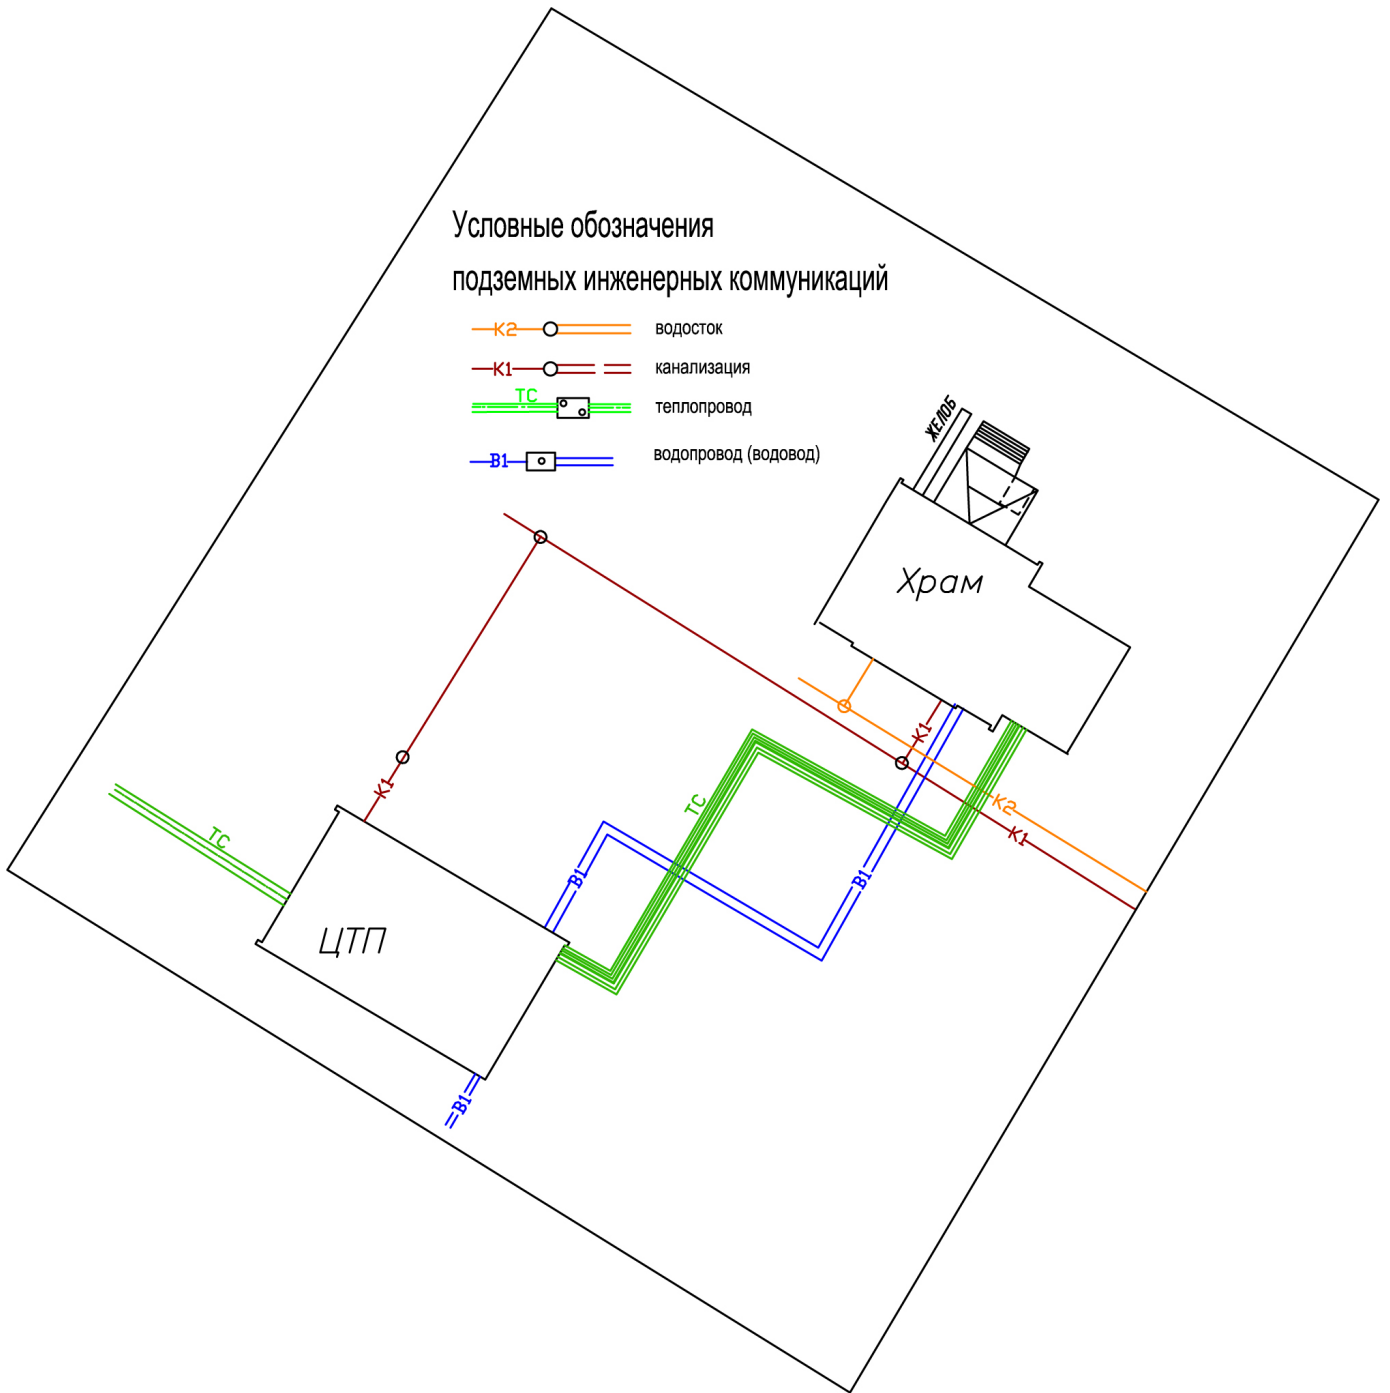 Условные обозначения
подземных инженерных коммуникаций
К2 водосток
К1 канализация
ТС теплопровод
В1 водопровод (водовод)
ЖЕЛОБ
Храм
К1
К1
ТС
ТС
К2
К1
В1
В1
ЦТП
В1